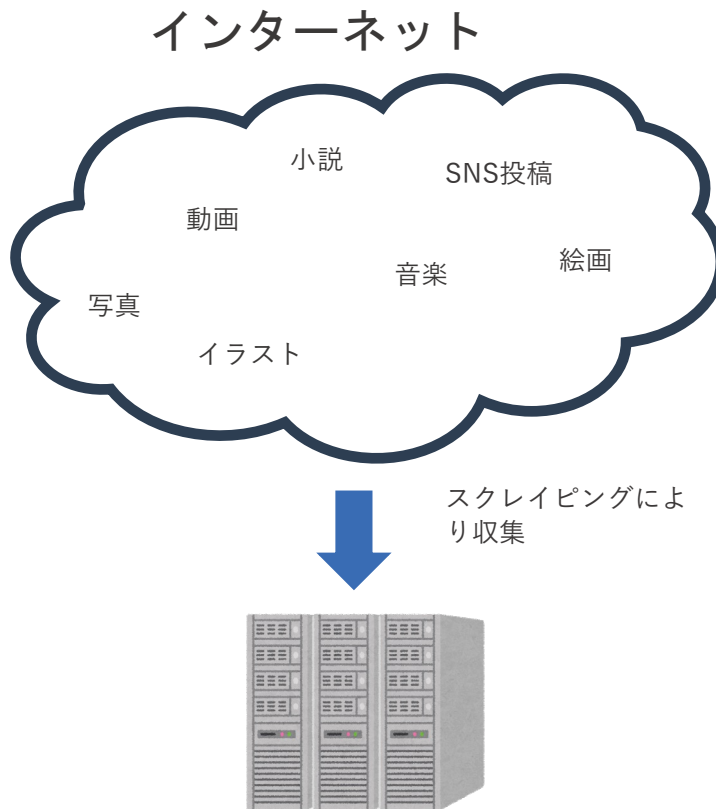 インターネット
小説
SNS投稿
動画
音楽
絵画
写真
イラスト
スクレイピングによ
り収集